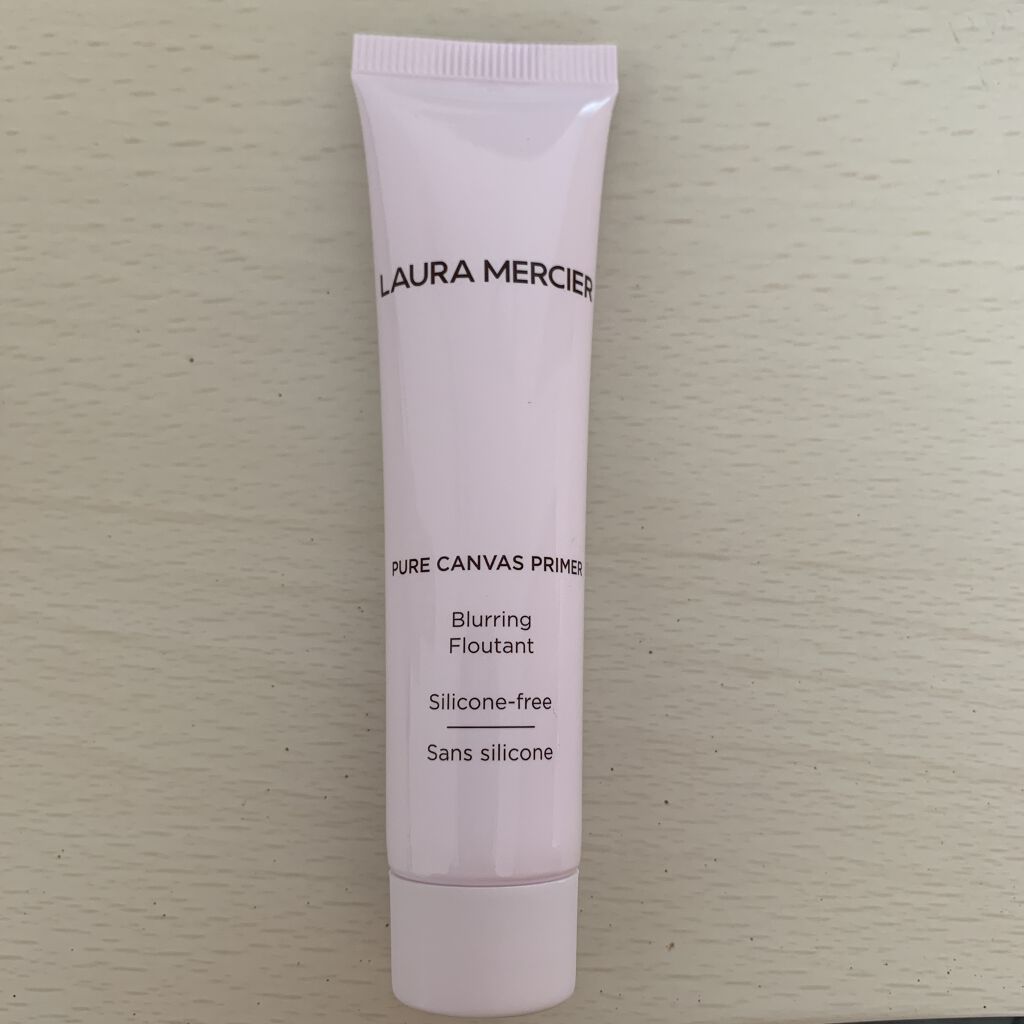 LAURA MERCIER
PURE CANVAS PRIMER
Blurring
Floutant
Silicone-free
Sans silicone